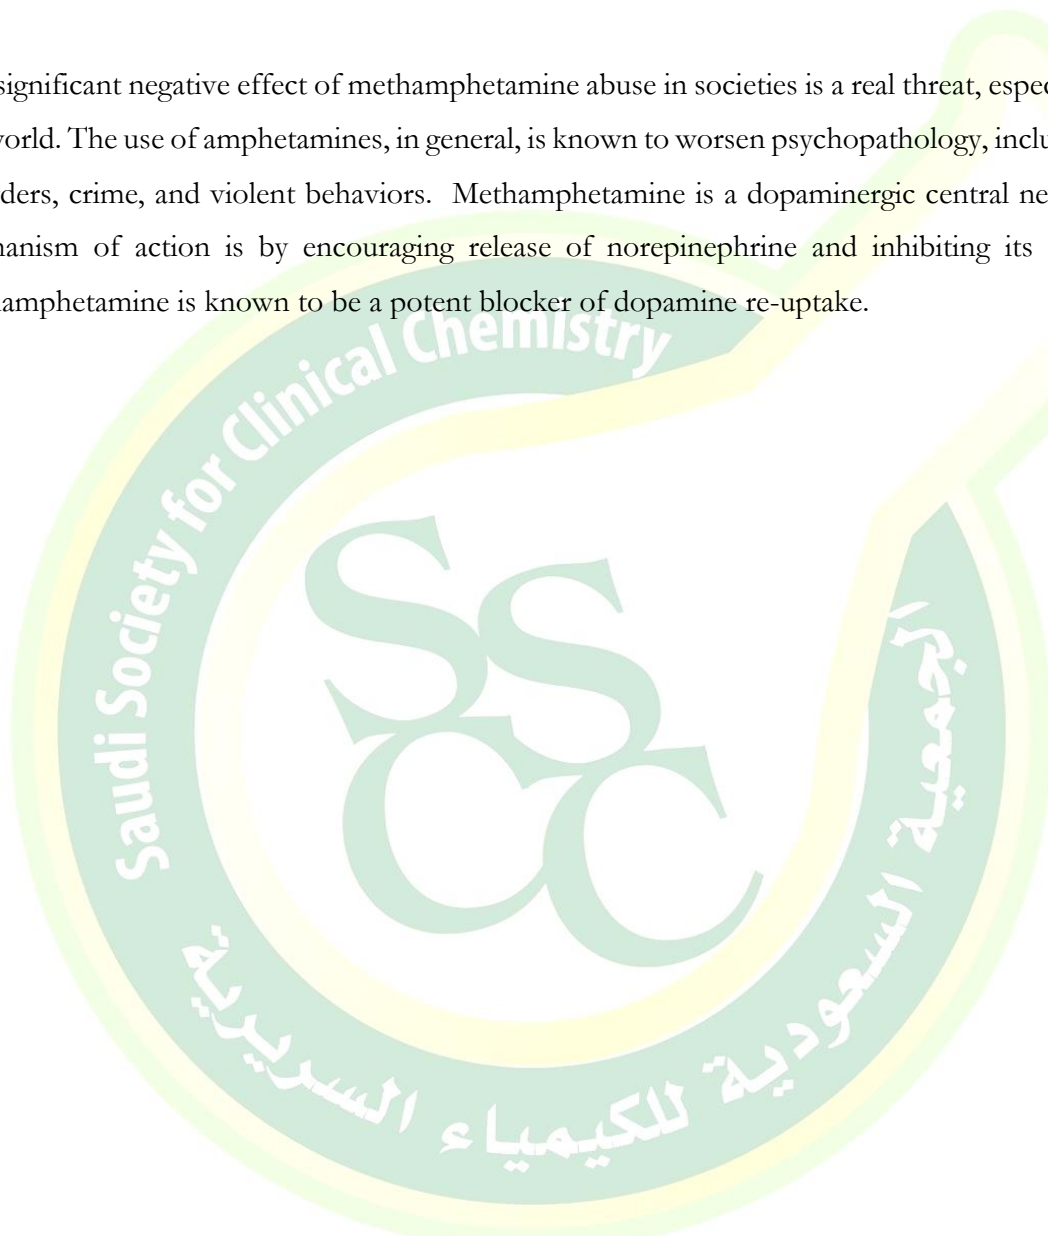 significant negative effect of methamphetamine abuse in societies is a real threat, espec
world. The use of amphetamines, in general, is known to worsen psychopathology, inclu
ders, crime, and violent behaviors. Methamphetamine is a dopaminergic central ne
hanism of action is by encouraging release of norepinephrine and inhibiting its
hamphetamine is known to be a potent blocker of dopamine re-uptake.
Saudi Society for Clinical Chemistry
SSCC
الجمعية السعودية للكيمياء السريرية